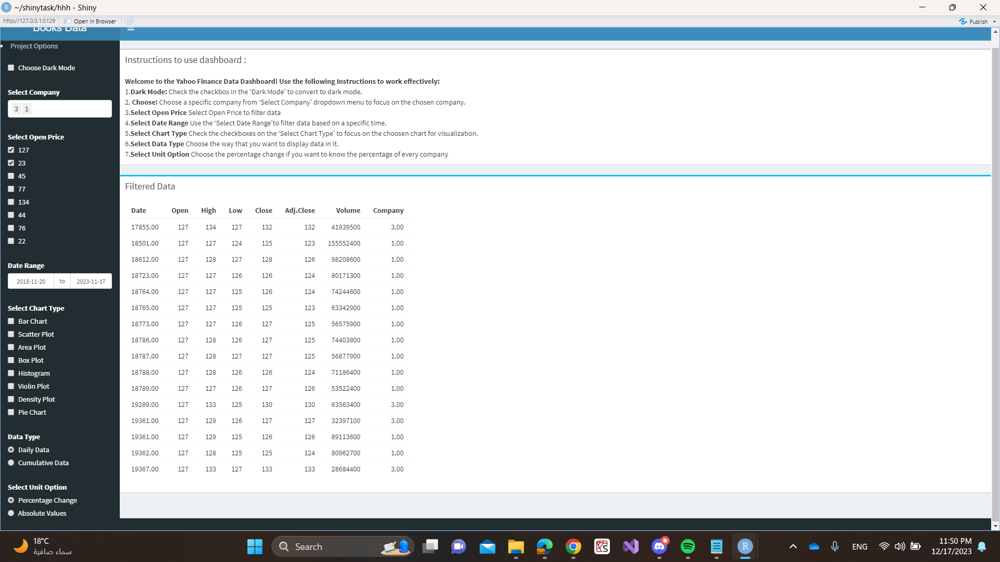 ~/shinytask/hhh - Shiny
http://127.0.0.1:5129
Open in Browser
Publish
Books Data
Project Options
Choose Dark Mode
Select Company
3 1
Select Open Price
127
23
45
77
134
44
76
22
Date Range
2018-11-20 to 2023-11-17
Select Chart Type
Bar Chart
Scatter Plot
Area Plot
Box Plot
Histogram
Violin Plot
Density Plot
Pie Chart
Data Type
Daily Data
Cumulative Data
Select Unit Option
Percentage Change
Absolute Values
Instructions to use dashboard :
Welcome to the Yahoo Finance Data Dashboard! Use the following Instructions to work effectively:
1.Dark Mode: Check the checkbox in the ‘Dark Mode’ to convert to dark mode.
2. Choose: Choose a specific company from ‘Select Company’ dropdown menu to focus on the chosen company.
3.Select Open Price Select Open Price to filter data
4.Select Date Range Use the ‘Select Date Range’to filter data based on a specific time.
5.Select Chart Type Check the checkboxes on the ‘Select Chart Type’ to focus on the choosen chart for visualization.
6.Select Data Type Choose the way that you want to display data in it.
7.Select Unit Option Choose the percentage change if you want to know the percentage of every company
Filtered Data
Date Open High Low Close Adj.Close Volume Company
17855.00 127 134 127 132 132 41939500 3.00
18501.00 127 127 124 125 123 155552400 1.00
18612.00 127 128 127 128 126 98208600 1.00
18723.00 127 127 126 126 124 80171300 1.00
18764.00 127 127 125 126 124 74244600 1.00
18765.00 127 127 125 125 123 63342900 1.00
18773.00 127 127 126 127 125 56575900 1.00
18786.00 127 128 126 127 125 74403800 1.00
18787.00 127 128 127 127 125 56877900 1.00
18788.00 127 128 126 126 124 71186400 1.00
18789.00 127 127 126 127 126 53522400 1.00
19289.00 127 133 125 130 130 63563400 3.00
19361.00 127 129 126 127 127 32397100 3.00
19361.00 127 129 125 126 126 89113600 1.00
19362.00 127 128 125 125 124 80962700 1.00
19367.00 127 133 127 133 133 28684400 3.00
18°C
سماء صافية
Search
ENG
11:50 PM
12/17/2023